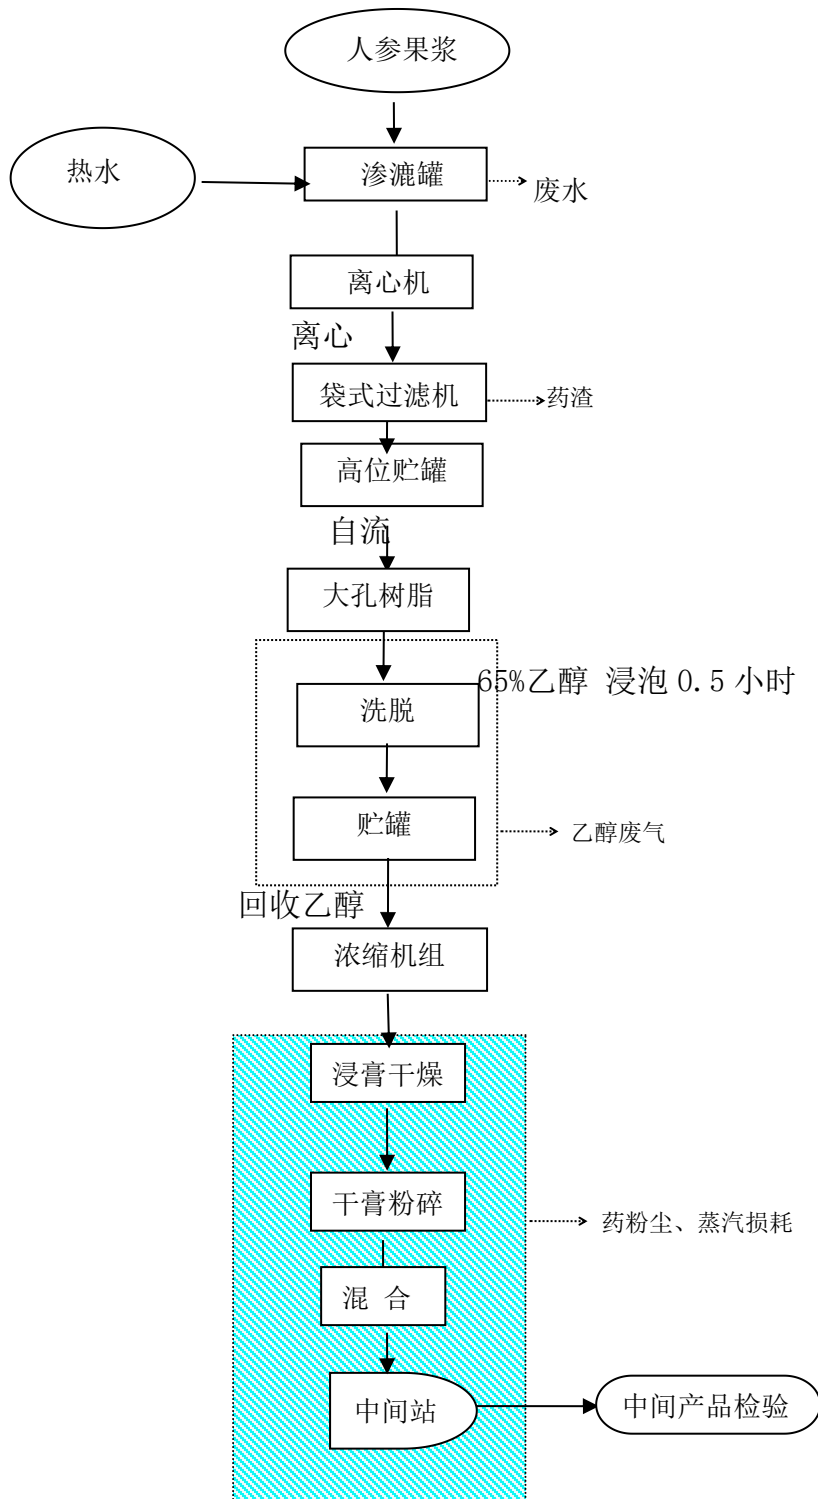 人参果浆
热水
渗漉罐
废水
离心机
离心
袋式过滤机
药渣
高位贮罐
自流
大孔树脂
65%乙醇 浸泡 0.5 小时
洗脱
贮罐
乙醇废气
回收乙醇
浓缩机组
浸膏干燥
干膏粉碎
药粉尘、蒸汽损耗
混 合
中间站
中间产品检验